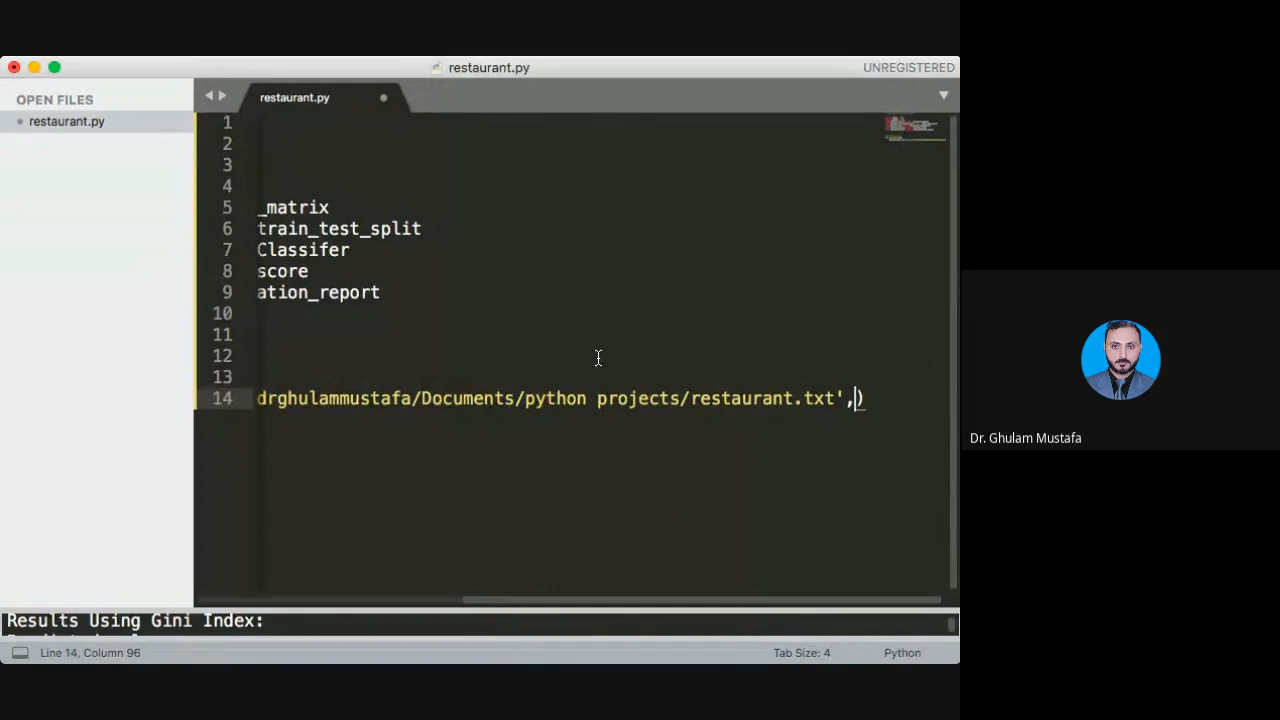 restaurant.py
UNREGISTERED
OPEN FILES
restaurant.py
restaurant.py
1
2
3
4
5 _matrix
6 train_test_split
7 Classifer
8 score
9 ation_report
10
11
12
13
14 drghulammustafa/Documents/python projects/restaurant.txt',)
Results Using Gini Index:
Line 14, Column 96
Tab Size: 4
Python
Dr. Ghulam Mustafa